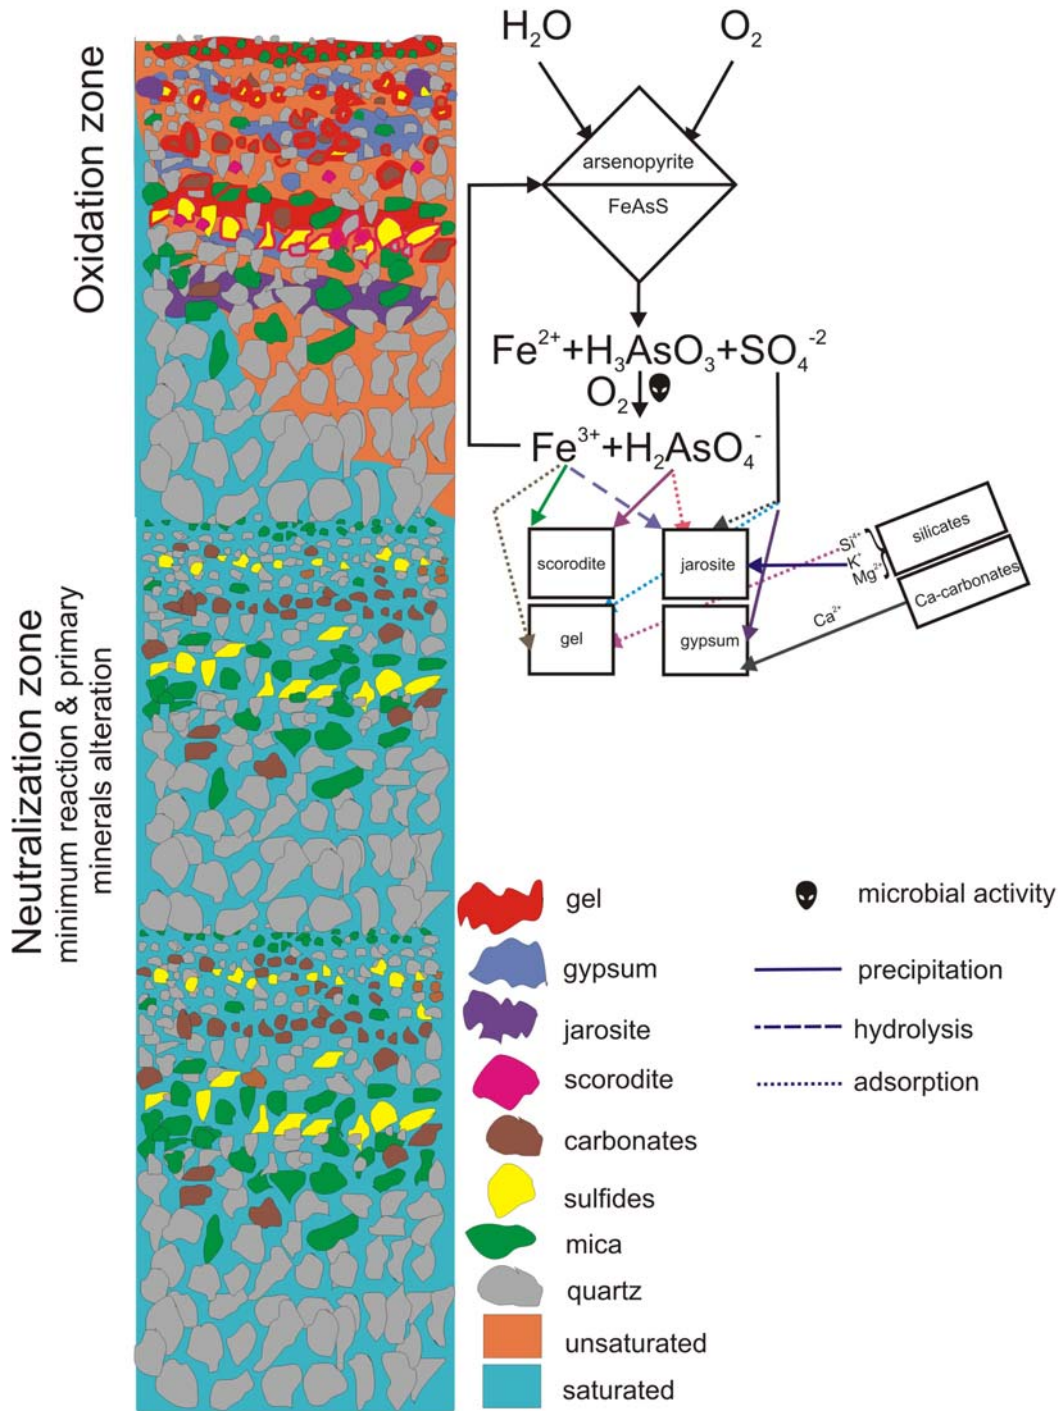 Oxidation zone
Neutralization zone
minimum reaction & primary
minerals alteration
H₂O
O₂
arsenopyrite
FeAsS
Fe²⁺+H₃AsO₃+SO₄⁻²
O₂
Fe³⁺+H₂AsO₄⁻
scorodite
jarosite
gel
gypsum
Si⁴⁺
K⁺
Mg²⁺
silicates
Ca-carbonates
Ca²⁺
gel
gypsum
jarosite
scorodite
carbonates
sulfides
mica
quartz
unsaturated
saturated
microbial activity
precipitation
hydrolysis
adsorption